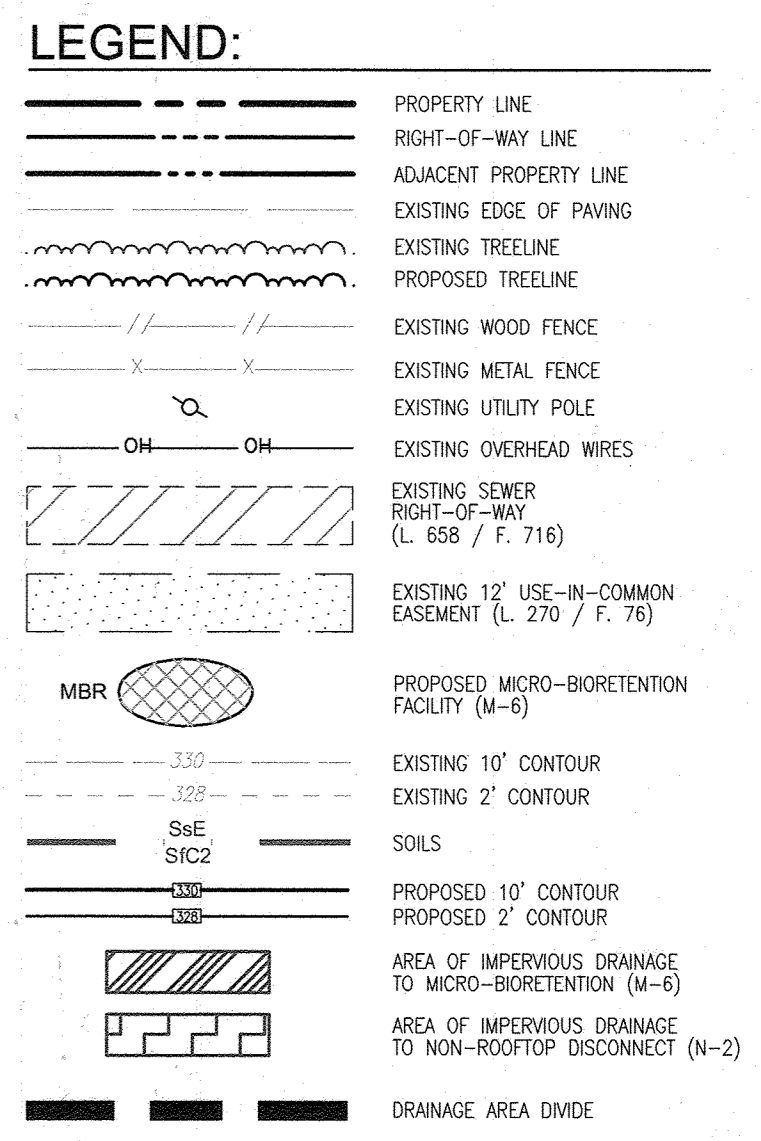 LEGEND:
PROPERTY LINE
RIGHT-OF-WAY LINE
ADJACENT PROPERTY LINE
EXISTING EDGE OF PAVING
EXISTING TREELINE
PROPOSED TREELINE
EXISTING WOOD FENCE
X X EXISTING METAL FENCE
EXISTING UTILITY POLE
OH OH EXISTING OVERHEAD WIRES
EXISTING SEWER
RIGHT-OF-WAY
(L. 658 / F. 716)
EXISTING 12' USE-IN-COMMON
EASEMENT (L. 270 / F. 76)
MBR PROPOSED MICRO-BIORETENTION
FACILITY (M-6)
330 EXISTING 10' CONTOUR
328 EXISTING 2' CONTOUR
SsE
SfC2
SOILS
330 PROPOSED 10' CONTOUR
328 PROPOSED 2' CONTOUR
AREA OF IMPERVIOUS DRAINAGE
TO MICRO-BIORETENTION (M-6)
AREA OF IMPERVIOUS DRAINAGE
TO NON-ROOFTOP DISCONNECT (N-2)
DRAINAGE AREA DIVIDE